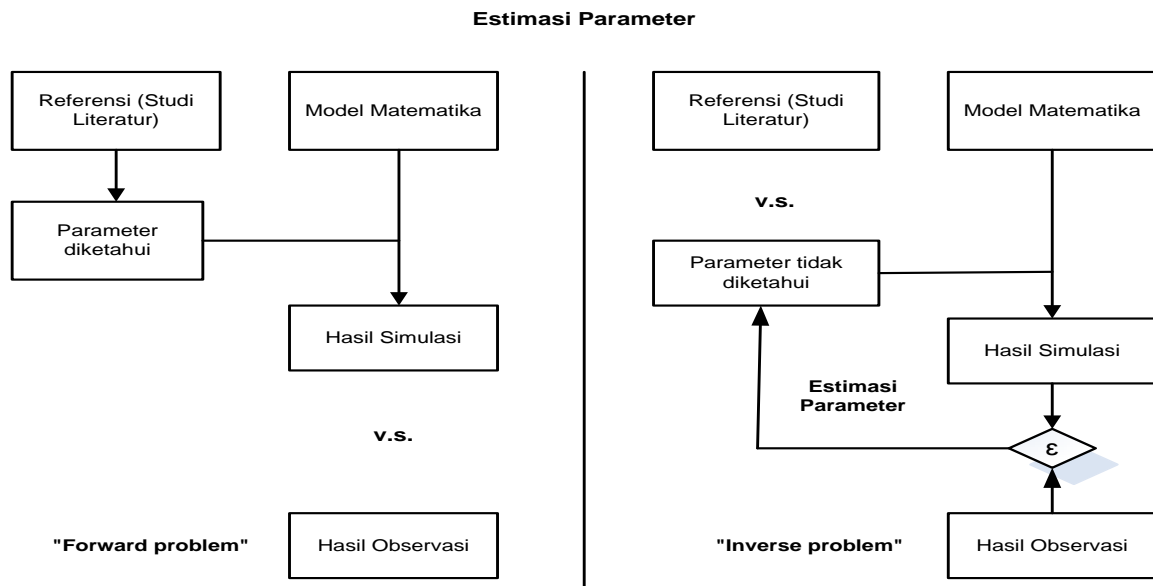 Estimasi Parameter
Referensi (Studi
Literatur)
Model Matematika
Parameter
diketahui
Hasil Simulasi
v.s.
"Forward problem"
Hasil Observasi
Referensi (Studi
Literatur)
Model Matematika
v.s.
Parameter tidak
diketahui
Hasil Simulasi
Estimasi
Parameter
ε
"Inverse problem"
Hasil Observasi